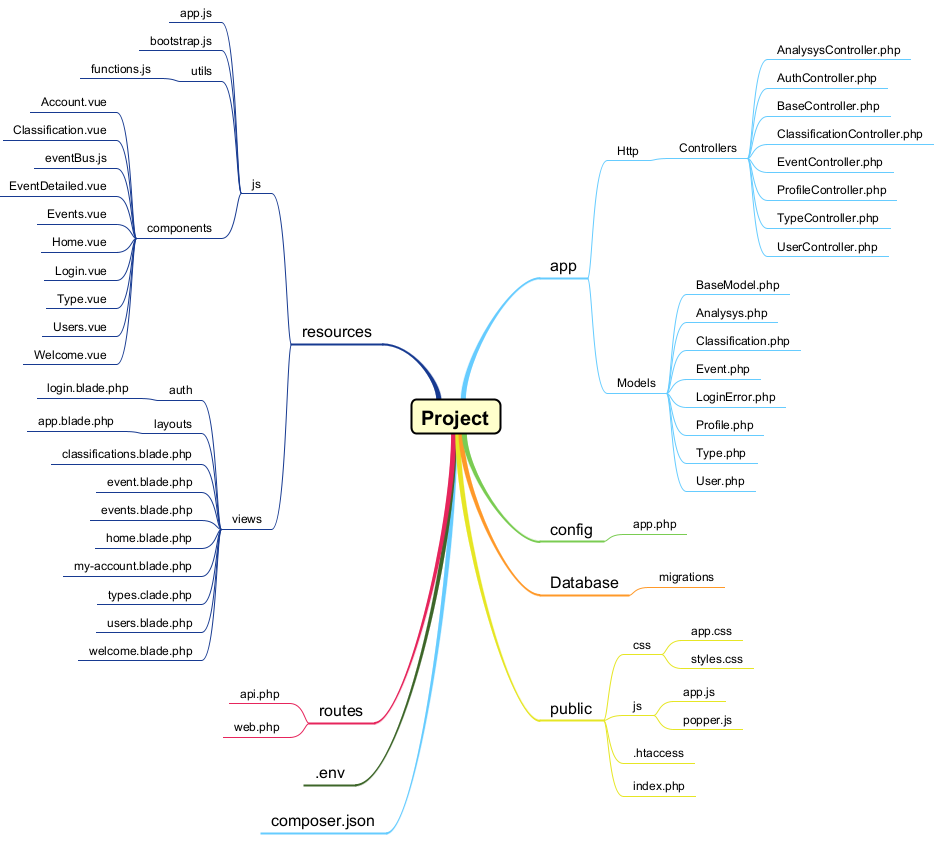 Project
app
Http
Controllers
AnalysysController.php
AuthController.php
BaseController.php
ClassificationController.php
EventController.php
ProfileController.php
TypeController.php
UserController.php
Models
BaseModel.php
Analysys.php
Classification.php
Event.php
LoginError.php
Profile.php
Type.php
User.php
config
app.php
Database
migrations
public
css
app.css
styles.css
js
app.js
popper.js
.htaccess
index.php
resources
js
app.js
bootstrap.js
utils
functions.js
components
Account.vue
Classification.vue
eventBus.js
EventDetailed.vue
Events.vue
Home.vue
Login.vue
Type.vue
Users.vue
Welcome.vue
views
auth
login.blade.php
layouts
app.blade.php
classifications.blade.php
event.blade.php
events.blade.php
home.blade.php
my-account.blade.php
types.clade.php
users.blade.php
welcome.blade.php
routes
api.php
web.php
.env
composer.json